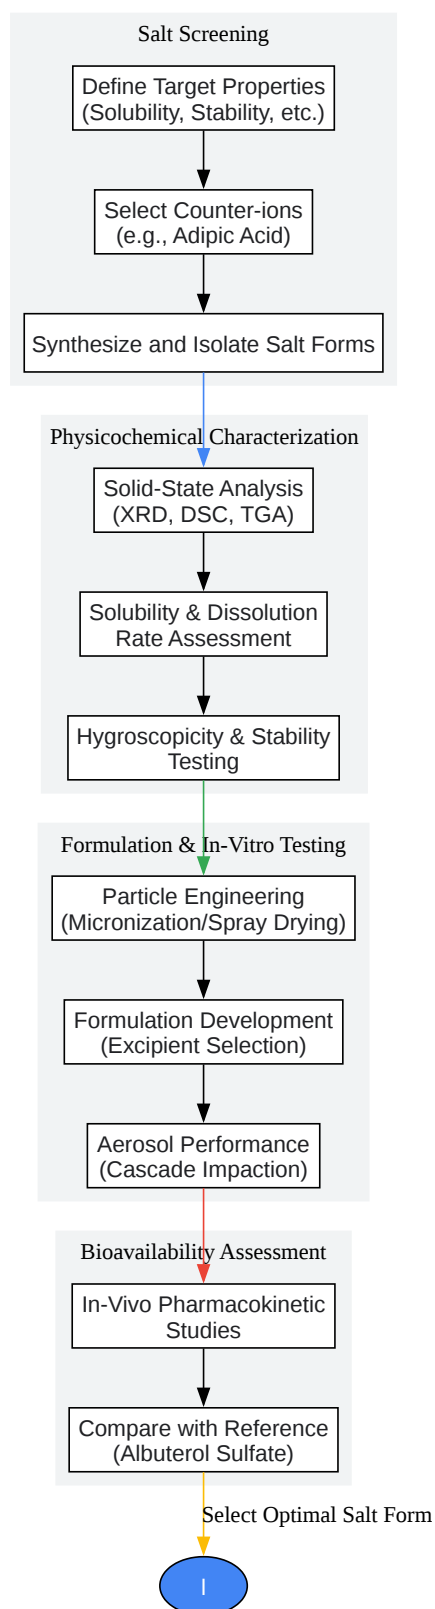 Salt Screening
Define Target Properties
(Solubility, Stability, etc.)
Select Counter-ions
(e.g., Adipic Acid)
Synthesize and Isolate Salt Forms
Physicochemical Characterization
Solid-State Analysis
(XRD, DSC, TGA)
Solubility & Dissolution
Rate Assessment
Hygroscopicity & Stability
Testing
Formulation & In-Vitro Testing
Particle Engineering
(Micronization/Spray Drying)
Formulation Development
(Excipient Selection)
Aerosol Performance
(Cascade Impaction)
Bioavailability Assessment
In-Vivo Pharmacokinetic
Studies
Compare with Reference
(Albuterol Sulfate)
Select Optimal Salt Form
l